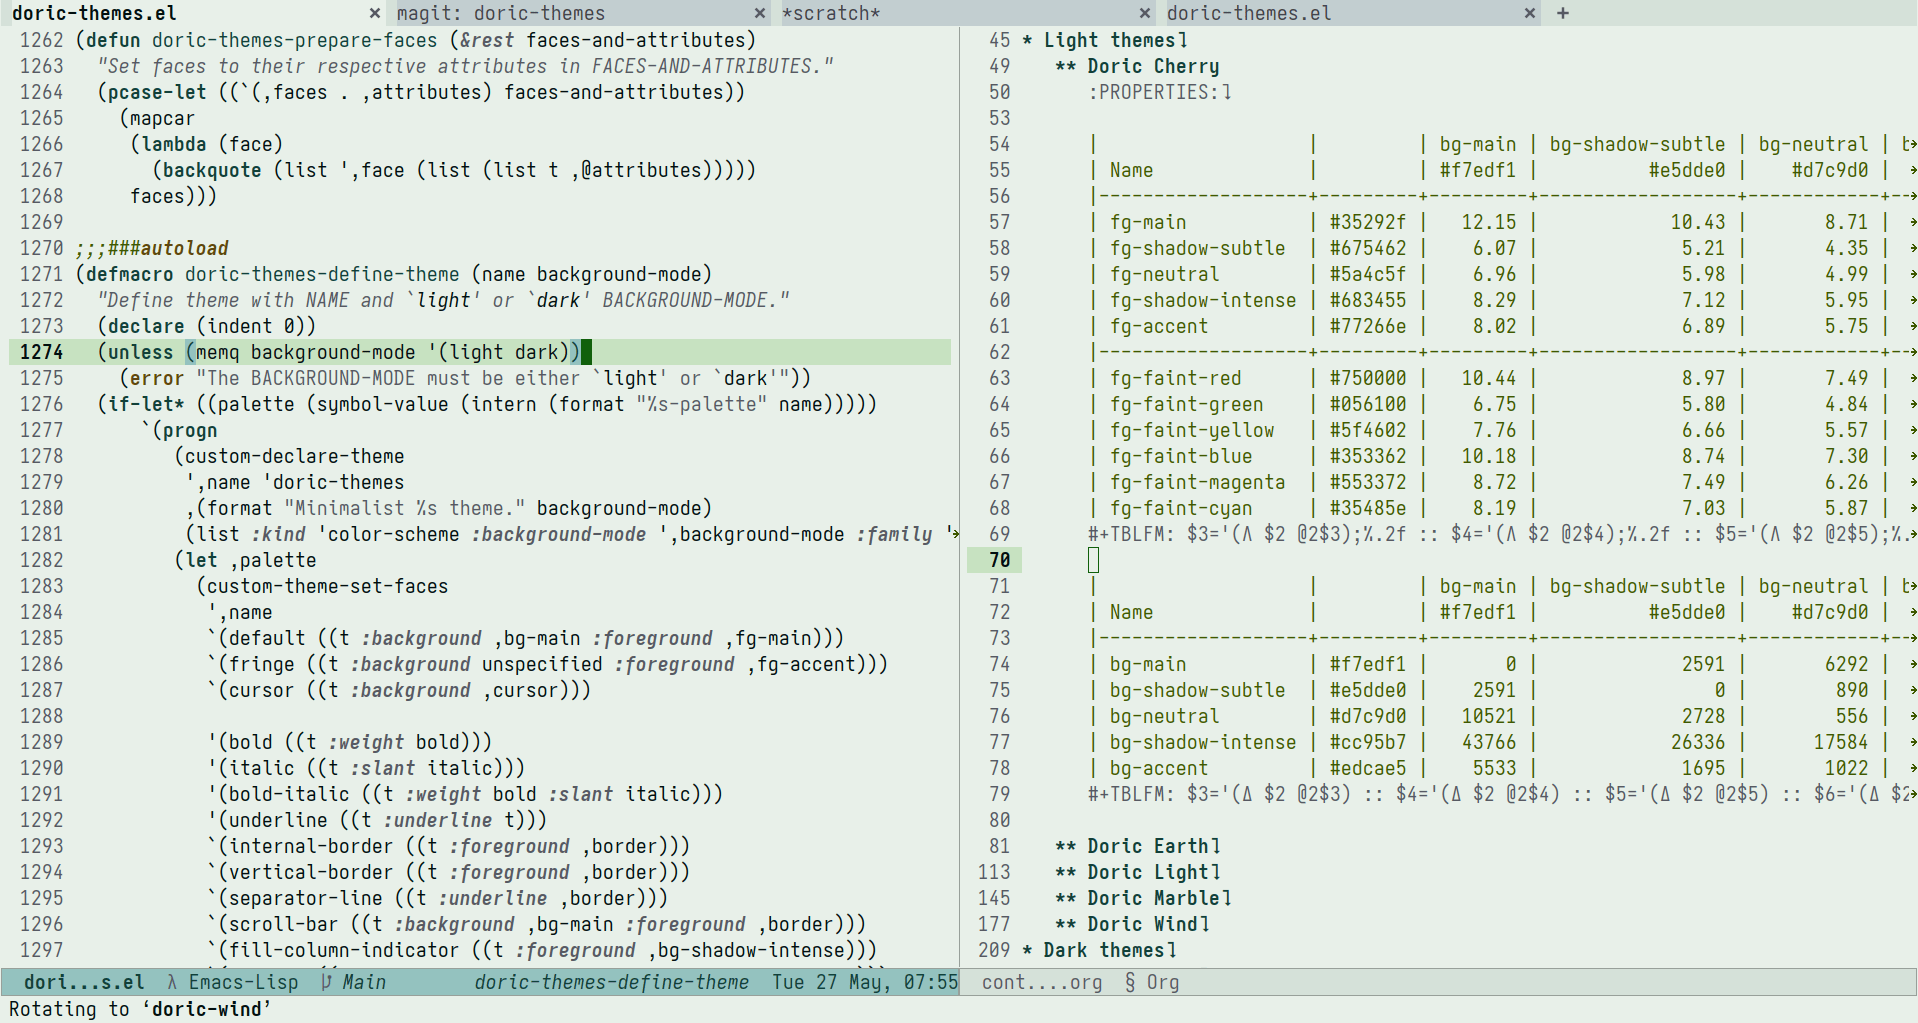 doric-themes.el × magit: doric-themes × *scratch* × doric-themes.el × +
1262 (defun doric-themes-prepare-faces (&rest faces-and-attributes)
1263   "Set faces to their respective attributes in FACES-AND-ATTRIBUTES."
1264   (pcase-let ((`(,faces . ,attributes) faces-and-attributes))
1265     (mapcar
1266      (lambda (face)
1267        (backquote (list ',face (list (list t ,@attributes)))))
1268      faces)))
1269
1270 ;;;###autoload
1271 (defmacro doric-themes-define-theme (name background-mode)
1272   "Define theme with NAME and `light' or `dark' BACKGROUND-MODE."
1273   (declare (indent 0))
1274   (unless (memq background-mode '(light dark))
1275     (error "The BACKGROUND-MODE must be either `light' or `dark'"))
1276   (if-let* ((palette (symbol-value (intern (format "%s-palette" name)))))
1277       `(progn
1278          (custom-declare-theme
1279           ',name 'doric-themes
1280           ,(format "Minimalist %s theme." background-mode)
1281           (list :kind 'color-scheme :background-mode ',background-mode :family '→
1282          (let ,palette
1283            (custom-theme-set-faces
1284             ',name
1285             `(default ((t :background ,bg-main :foreground ,fg-main)))
1286             `(fringe ((t :background unspecified :foreground ,fg-accent)))
1287             `(cursor ((t :background ,cursor)))
1288
1289             '(bold ((t :weight bold)))
1290             '(italic ((t :slant italic)))
1291             '(bold-italic ((t :weight bold :slant italic)))
1292             '(underline ((t :underline t)))
1293             `(internal-border ((t :foreground ,border)))
1294             `(vertical-border ((t :foreground ,border)))
1295             `(separator-line ((t :underline ,border)))
1296             `(scroll-bar ((t :background ,bg-main :foreground ,border)))
1297             `(fill-column-indicator ((t :foreground ,bg-shadow-intense)))
dori...s.el λ Emacs-Lisp Main doric-themes-define-theme Tue 27 May, 07:55
45 * Light themes⤵
49    ** Doric Cherry
50       :PROPERTIES:⤵
53
54       |                   |         | bg-main | bg-shadow-subtle | bg-neutral | b→
55       | Name              |         | #f7edf1 |          #e5dde0 |    #d7c9d0 | →
56       |-------------------+---------+---------+------------------+------------+--→
57       | fg-main           | #35292f |   12.15 |            10.43 |       8.71 | →
58       | fg-shadow-subtle  | #675462 |    6.07 |             5.21 |       4.35 | →
59       | fg-neutral        | #5a4c5f |    6.96 |             5.98 |       4.99 | →
60       | fg-shadow-intense | #683455 |    8.29 |             7.12 |       5.95 | →
61       | fg-accent         | #77266e |    8.02 |             6.89 |       5.75 | →
62       |-------------------+---------+---------+------------------+------------+--→
63       | fg-faint-red      | #750000 |   10.44 |             8.97 |       7.49 | →
64       | fg-faint-green    | #056100 |    6.75 |             5.80 |       4.84 | →
65       | fg-faint-yellow   | #5f4602 |    7.76 |             6.66 |       5.57 | →
66       | fg-faint-blue     | #353362 |   10.18 |             8.74 |       7.30 | →
67       | fg-faint-magenta  | #553372 |    8.72 |             7.49 |       6.26 | →
68       | fg-faint-cyan     | #35485e |    8.19 |             7.03 |       5.87 | →
69       #+TBLFM: $3='(Λ $2 @2$3);%.2f :: $4='(Λ $2 @2$4);%.2f :: $5='(Λ $2 @2$5);%.→
70
71       |                   |         | bg-main | bg-shadow-subtle | bg-neutral | b→
72       | Name              |         | #f7edf1 |          #e5dde0 |    #d7c9d0 | →
73       |-------------------+---------+---------+------------------+------------+--→
74       | bg-main           | #f7edf1 |       0 |             2591 |       6292 | →
75       | bg-shadow-subtle  | #e5dde0 |    2591 |                0 |        890 | →
76       | bg-neutral        | #d7c9d0 |   10521 |             2728 |        556 | →
77       | bg-shadow-intense | #cc95b7 |   43766 |            26336 |      17584 | →
78       | bg-accent         | #edcae5 |    5533 |             1695 |       1022 | →
79       #+TBLFM: $3='(Δ $2 @2$3) :: $4='(Δ $2 @2$4) :: $5='(Δ $2 @2$5) :: $6='(Δ $2→
80
81    ** Doric Earth⤵
113    ** Doric Light⤵
145    ** Doric Marble⤵
177    ** Doric Wind⤵
209 * Dark themes⤵
cont....org § Org
Rotating to ‘doric-wind’